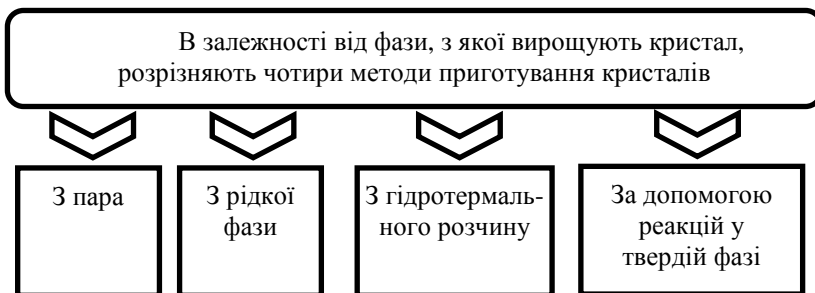 В залежності від фази, з якої вирощують кристал,
розрізняють чотири методи приготування кристалів
З пара
З рідкої
фази
З гідротермаль-
ного розчину
За допомогою
реакцій у
твердій фазі